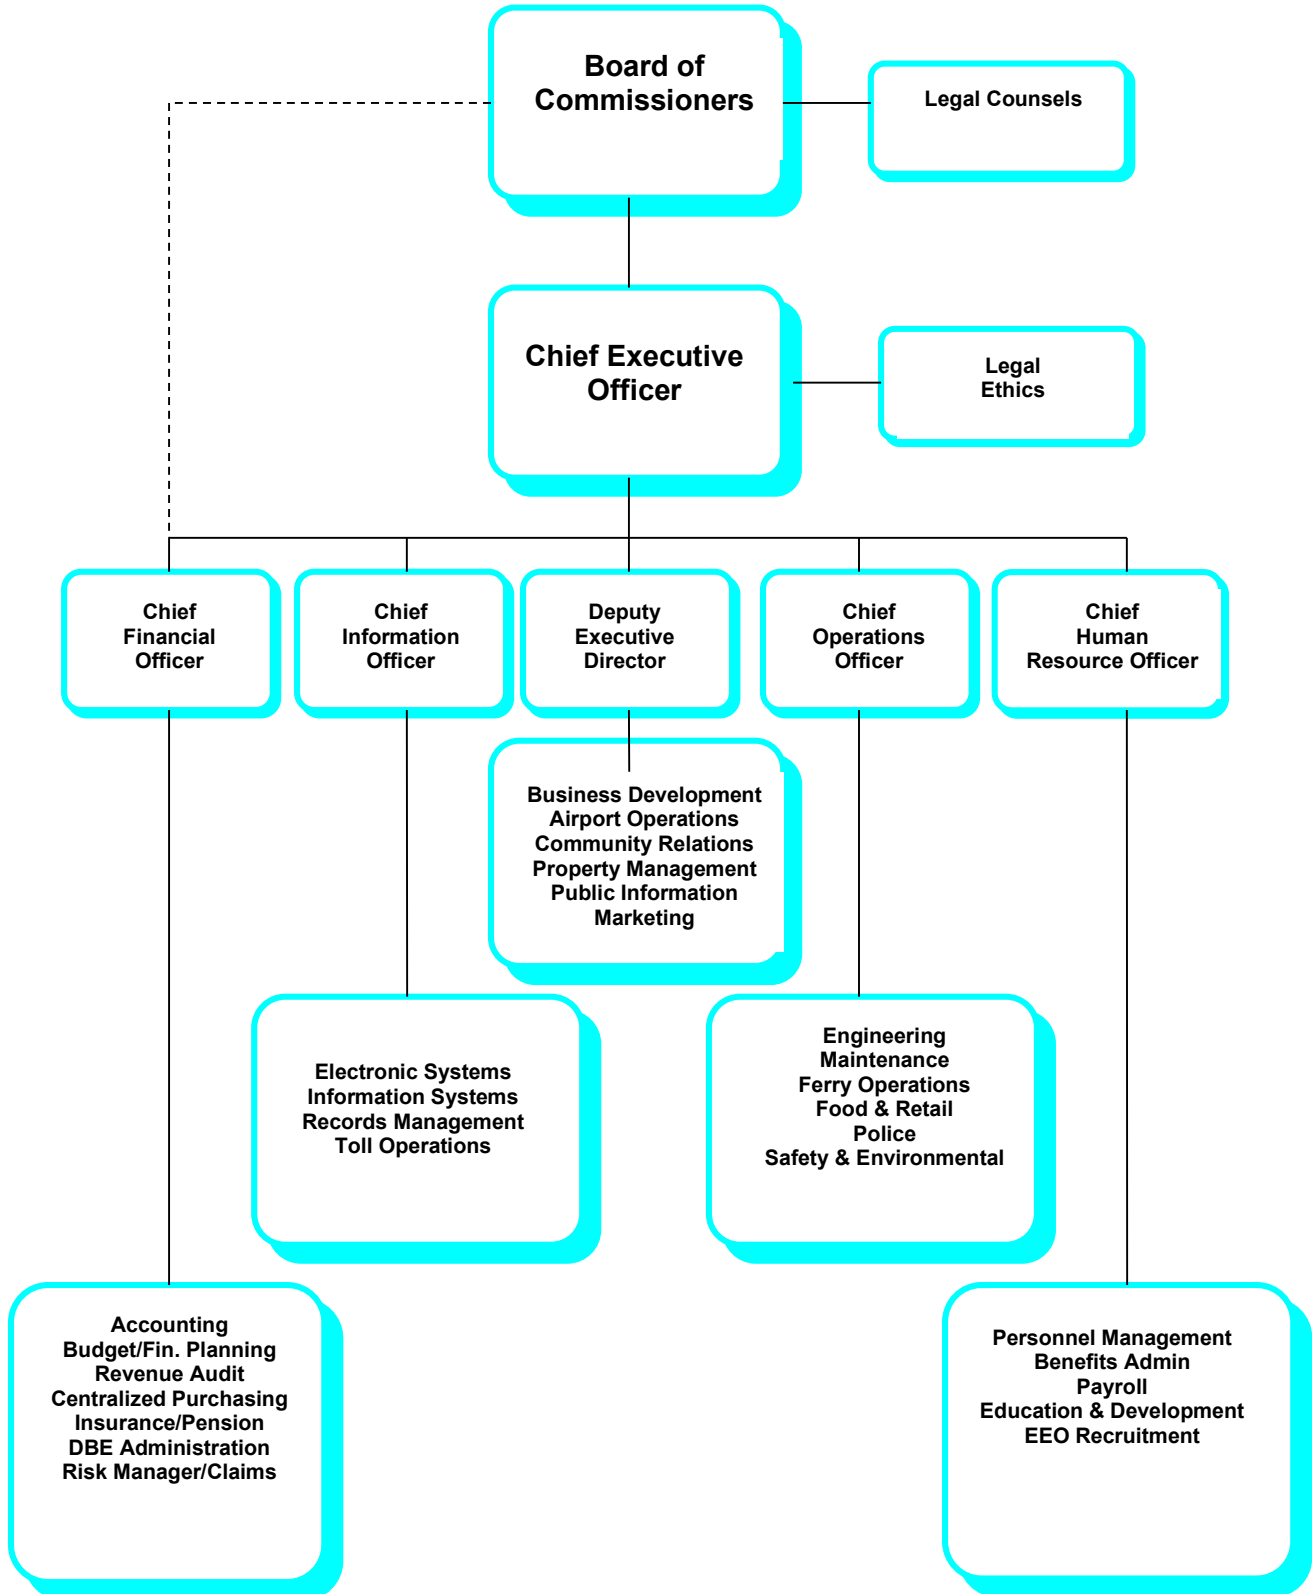 Board of
Commissioners
Legal Counsels
Chief Executive
Officer
Legal
Ethics
Chief
Financial
Officer
Chief
Information
Officer
Deputy
Executive
Director
Chief
Operations
Officer
Chief
Human
Resource Officer
Business Development
Airport Operations
Community Relations
Property Management
Public Information
Marketing
Electronic Systems
Information Systems
Records Management
Toll Operations
Engineering
Maintenance
Ferry Operations
Food & Retail
Police
Safety & Environmental
Accounting
Budget/Fin. Planning
Revenue Audit
Centralized Purchasing
Insurance/Pension
DBE Administration
Risk Manager/Claims
Personnel Management
Benefits Admin
Payroll
Education & Development
EEO Recruitment